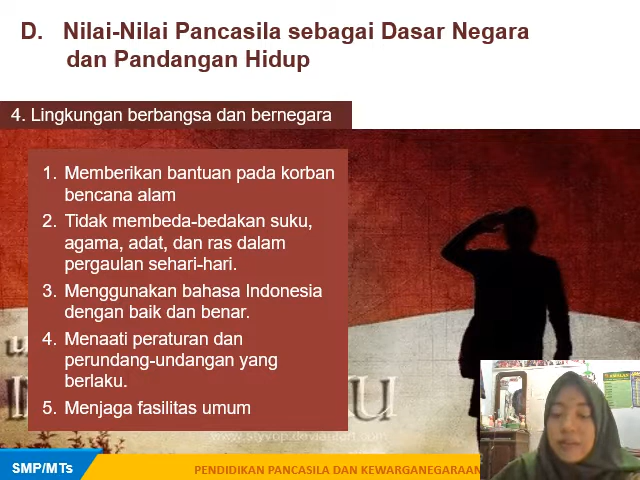 D. Nilai-Nilai Pancasila sebagai Dasar Negara
dan Pandangan Hidup
4. Lingkungan berbangsa dan bernegara
1. Memberikan bantuan pada korban
bencana alam
2. Tidak membeda-bedakan suku,
agama, adat, dan ras dalam
pergaulan sehari-hari.
3. Menggunakan bahasa Indonesia
dengan baik dan benar.
4. Menaati peraturan dan
perundang-undangan yang
berlaku.
5. Menjaga fasilitas umum
SMP/MTs
PENDIDIKAN PANCASILA DAN KEWARGANEGARAAN